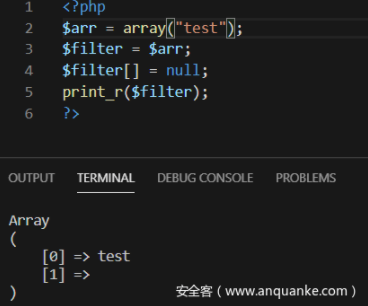 1 <?php
2 $arr = array("test");
3 $filter = $arr;
4 $filter[] = null;
5 print_r($filter);
6 ?>
OUTPUT TERMINAL DEBUG CONSOLE PROBLEMS
Array
(
    [0] => test
    [1] =>
)
安全客（www.anquanke.com）